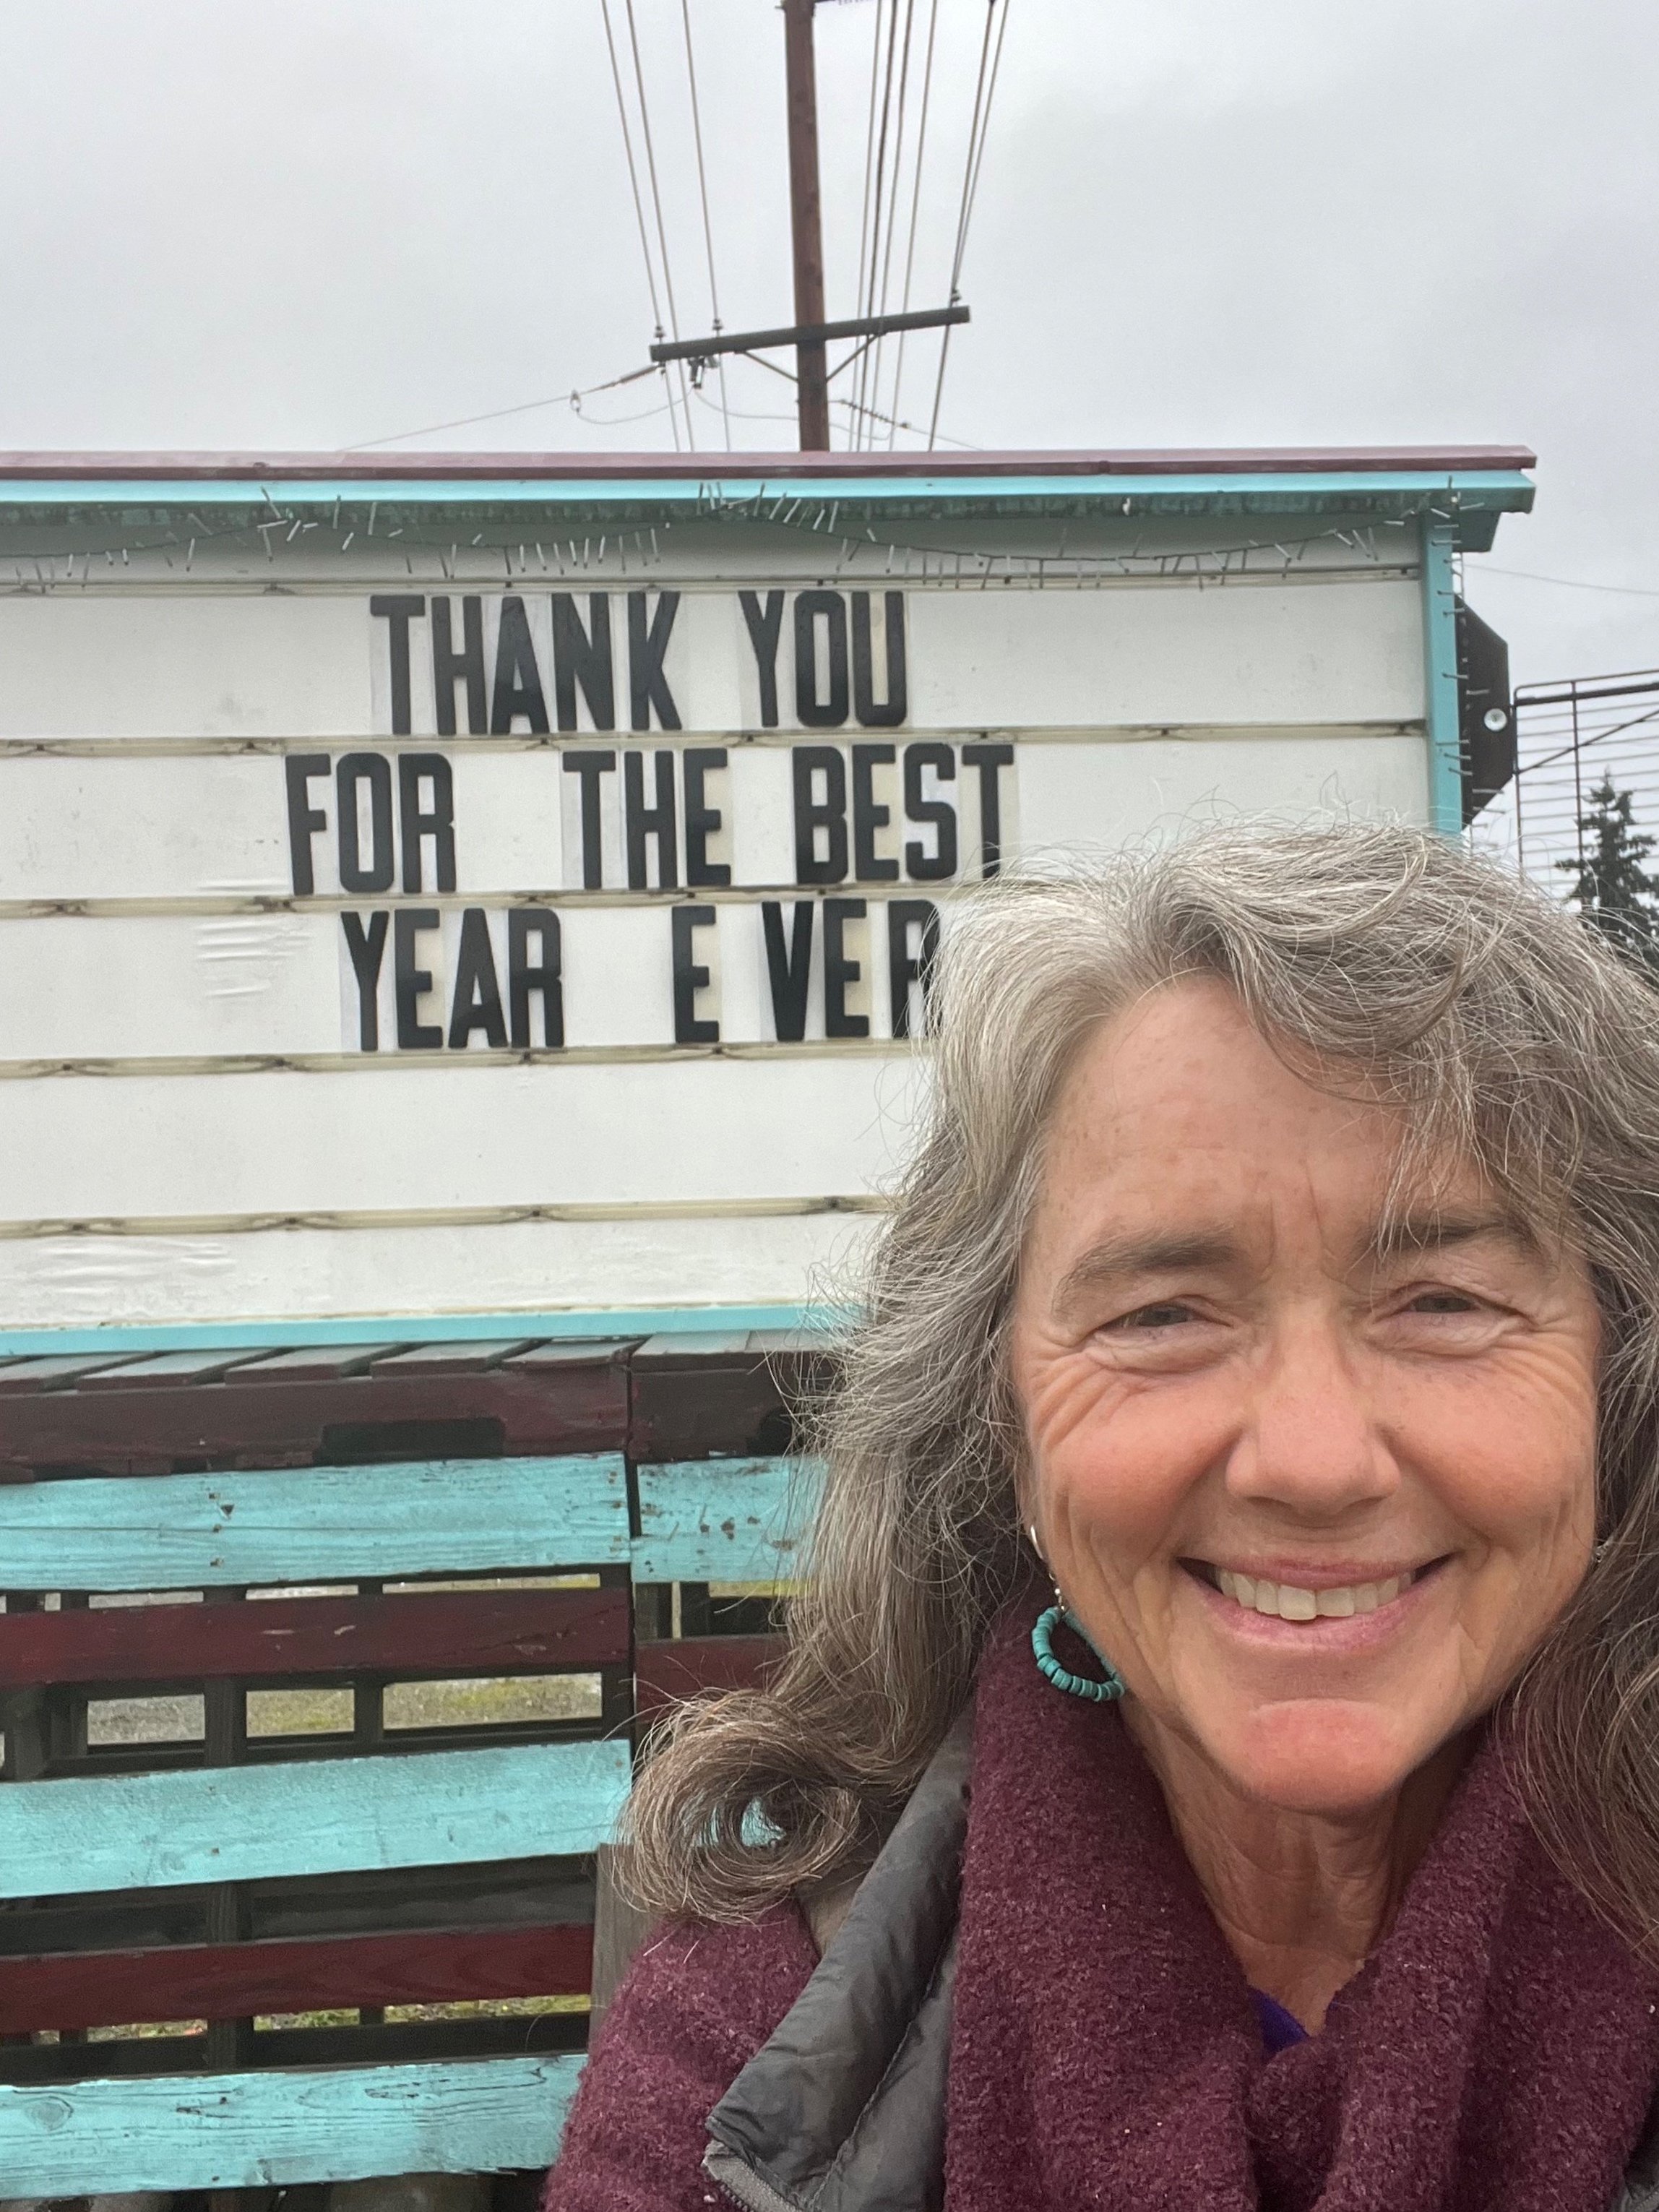 THANK YOU
FOR THE BEST
YEAR EVER